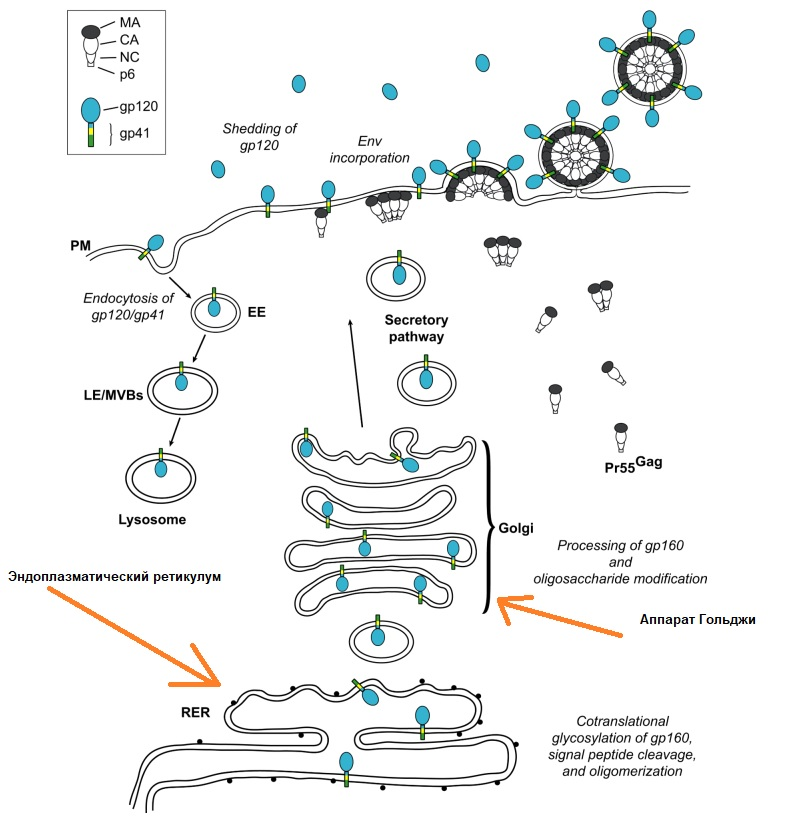 MA
CA
NC
p6
gp120
gp41
Shedding of
gp120
Env
incorporation
PM
Endocytosis of
gp120/gp41
EE
Secretory
pathway
LE/MVBs
Lysosome
Pr55Gag
Golgi
Processing of gp160
and
oligosaccharide modification
Эндоплазматический ретикулум
Аппарат Гольджи
RER
Cotranslational
glycosylation of gp160,
signal peptide cleavage,
and oligomerization